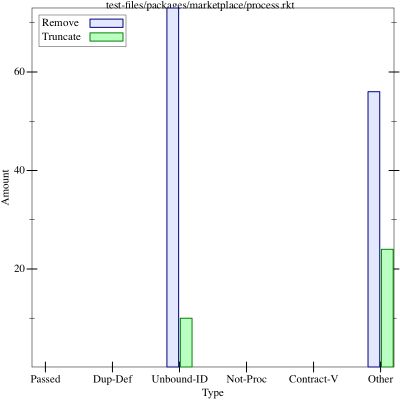 test-files/packages/marketplace/process.rkt
Remove
Truncate
60
40
20
Amount
Passed Dup-Def Unbound-ID Not-Proc Contract-V Other
Type